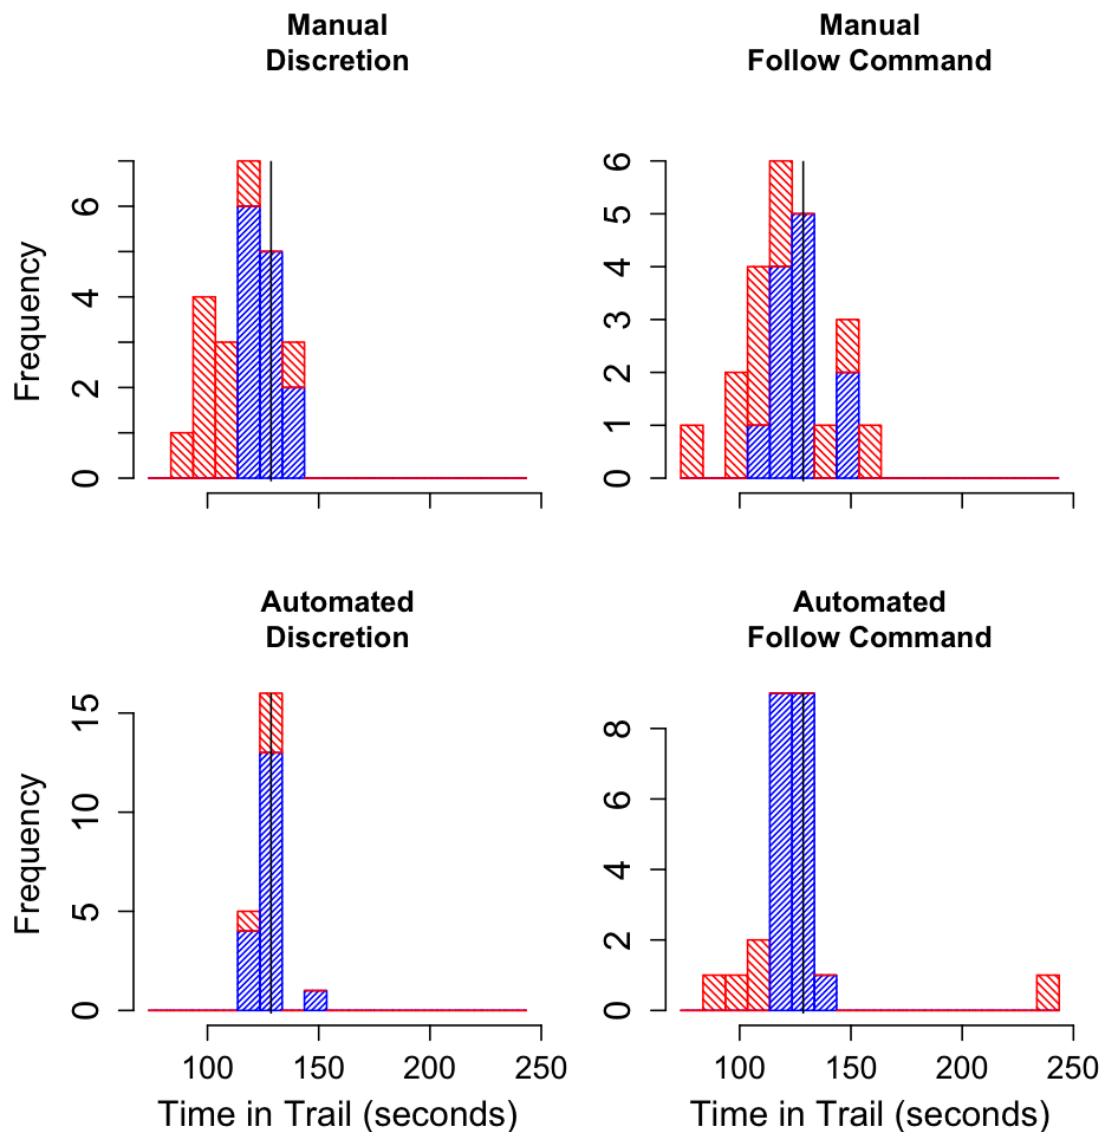 Manual
Discretion
Manual
Follow Command
Frequency
0 2 4 6
0 1 2 3 4 5 6
Automated
Discretion
Automated
Follow Command
Frequency
0 5 10 15
0 2 4 6 8
100 150 200 250
100 150 200 250
Time in Trail (seconds)
Time in Trail (seconds)